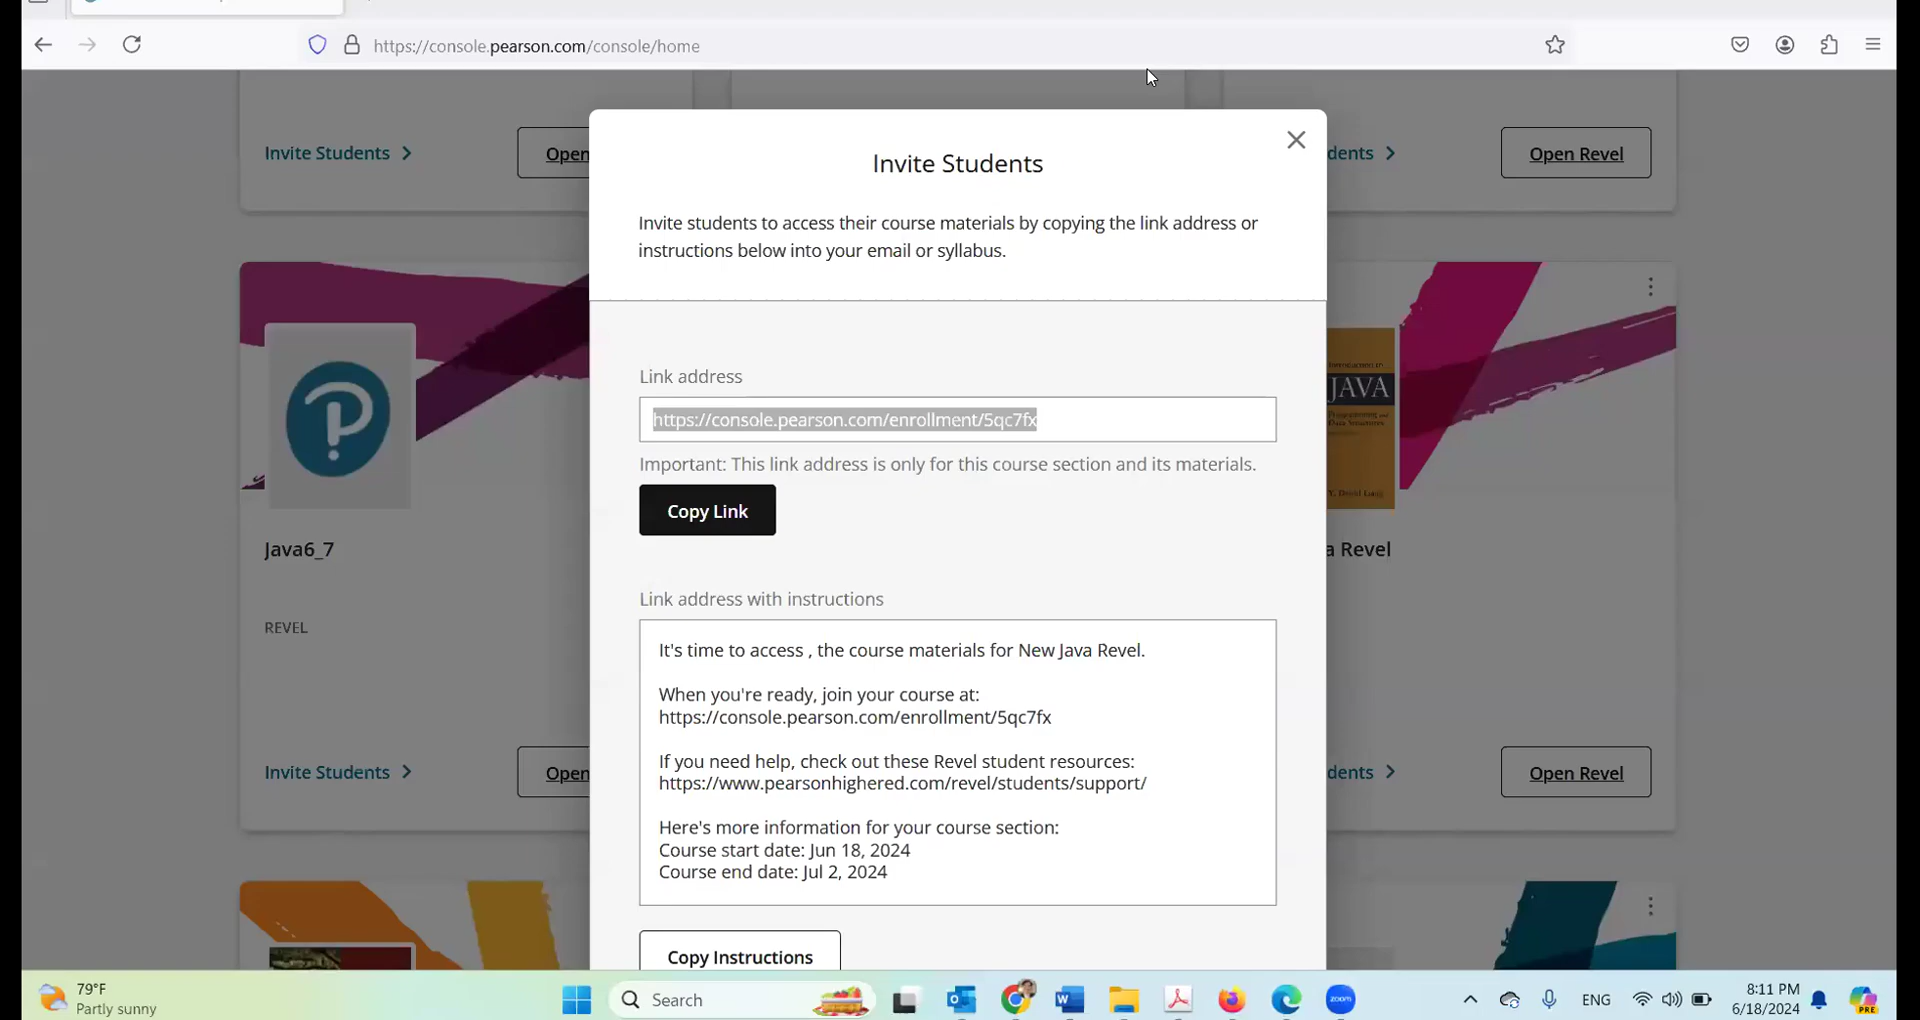 https://console.pearson.com/console/home
Invite Students
Open
dents
Open Revel
Invite Students
Invite students to access their course materials by copying the link address or
instructions below into your email or syllabus.
Link address
https://console.pearson.com/enrollment/5qc7fx
Important: This link address is only for this course section and its materials.
Copy Link
Link address with instructions
It's time to access , the course materials for New Java Revel.
When you're ready, join your course at:
https://console.pearson.com/enrollment/5qc7fx
If you need help, check out these Revel student resources:
https://www.pearsonhighered.com/revel/students/support/
Here's more information for your course section:
Course start date: Jun 18, 2024
Course end date: Jul 2, 2024
Copy Instructions
Java6_7
REVEL
Invite Students
Open
JAVA
Y. Daniel Liang
a Revel
dents
Open Revel
79°F
Partly sunny
Search
zoom
ENG
8:11 PM
6/18/2024
PRE